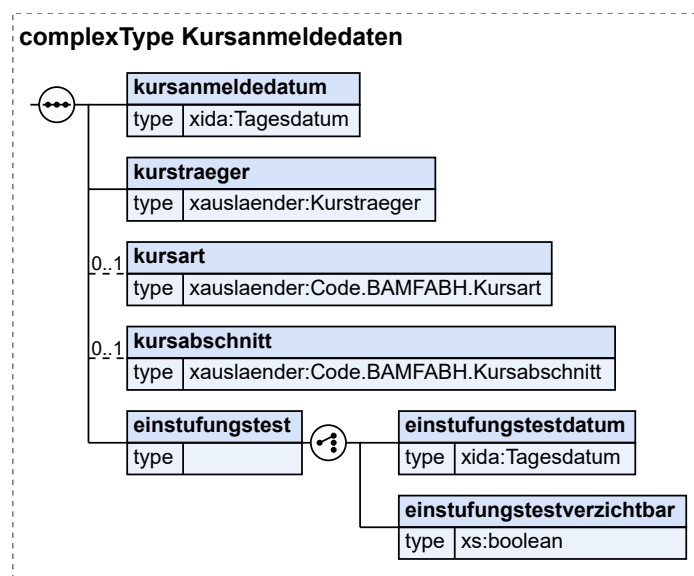 complexType Kursanmeldedaten
kursanmeldedatum
type xida:Tagesdatum
kurstraeger
type xauslaender:Kurstraeger
0..1
kursart
type xauslaender:Code.BAMFABH.Kursart
0..1
kursabschnitt
type xauslaender:Code.BAMFABH.Kursabschnitt
einstufungstest
type
einstufungstestdatum
type xida:Tagesdatum
einstufungstestverzichtbar
type xs:boolean